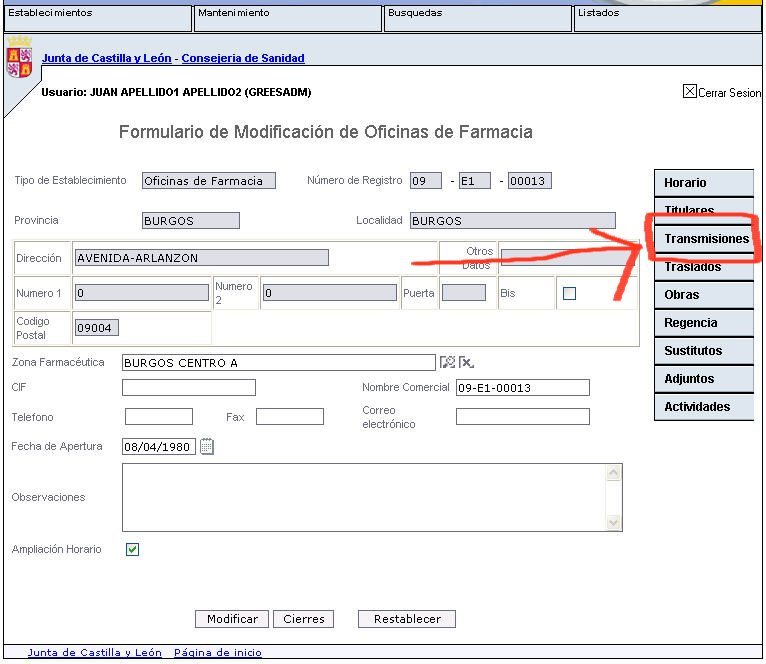 Establecimientos
Mantenimiento
Busquedas
Listados
Junta de Castilla y León - Consejeria de Sanidad
Usuario: JUAN APELLIDO1 APELLIDO2 (GREESADM)
Cerrar Sesion
Formulario de Modificación de Oficinas de Farmacia
Tipo de Establecimiento Oficinas de Farmacia Número de Registro 09 - E1 - 00013
Provincia BURGOS Localidad BURGOS
Dirección AVENIDA-ARLANZON Otros
Datos
Numero 1 0 Numero
2 0 Puerta Bis
Codigo
Postal 09004
Zona Farmacéutica BURGOS CENTRO A
CIF Nombre Comercial 09-E1-00013
Telefono Fax Correo
electrónico
Fecha de Apertura 08/04/1980
Observaciones
Ampliación Horario
Horario
Titulares
Transmisiones
Traslados
Obras
Regencia
Sustitutos
Adjuntos
Actividades
Modificar Cierres Restablecer
Junta de Castilla y León Página de inicio